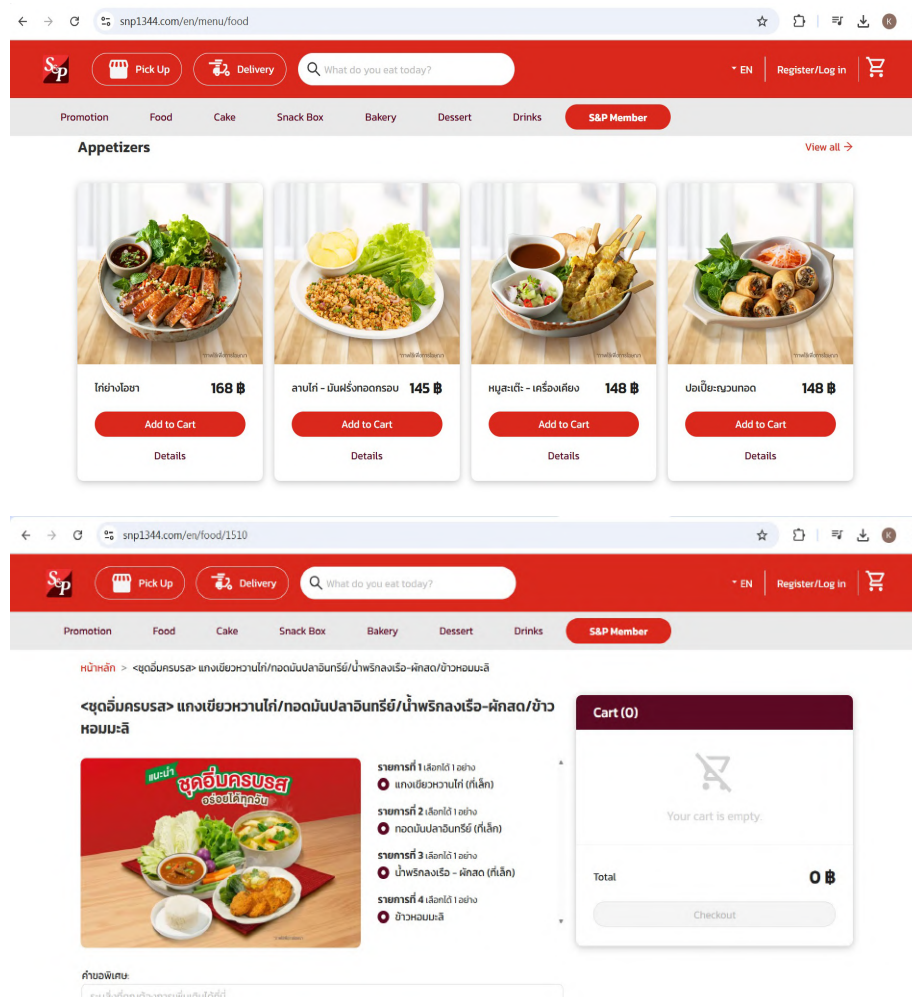 snp1344.com/en/menu/food
K
S&P
Pick Up
Delivery
What do you eat today?
EN
Register/Log in
Promotion
Food
Cake
Snack Box
Bakery
Dessert
Drinks
S&P Member
Appetizers
View all →
ไก่ย่างโอชา 168 ฿
ลาบไก่ - มันฝรั่งทอดกรอบ 145 ฿
หมูสะเต๊ะ - เครื่องเคียง 148 ฿
ปอเปี๊ยะญวนทอด 148 ฿
Add to Cart
Add to Cart
Add to Cart
Add to Cart
Details
Details
Details
Details
snp1344.com/en/food/1510
K
S&P
Pick Up
Delivery
What do you eat today?
EN
Register/Log in
Promotion
Food
Cake
Snack Box
Bakery
Dessert
Drinks
S&P Member
หน้าหลัก > <ชุดอิ่มครบรส> แกงเขียวหวานไก่/ทอดมันปลาอินทรีย์/น้ำพริกลงเรือ-ผักสด/ข้าวหอมมะลิ
<ชุดอิ่มครบรส> แกงเขียวหวานไก่/ทอดมันปลาอินทรีย์/น้ำพริกลงเรือ-ผักสด/ข้าว
หอมมะลิ
แนะนำ
ชุดอิ่มครบรส
อร่อยได้ทุกวัน
รายการที่ 1 เลือกได้ 1 อย่าง
แกงเขียวหวานไก่ (ที่เล็ก)
รายการที่ 2 เลือกได้ 1 อย่าง
ทอดมันปลาอินทรีย์ (ที่เล็ก)
รายการที่ 3 เลือกได้ 1 อย่าง
น้ำพริกลงเรือ - ผักสด (ที่เล็ก)
รายการที่ 4 เลือกได้ 1 อย่าง
ข้าวหอมมะลิ
Cart (0)
Your cart is empty.
Total 0 ฿
Checkout
คำขอพิเศษ: